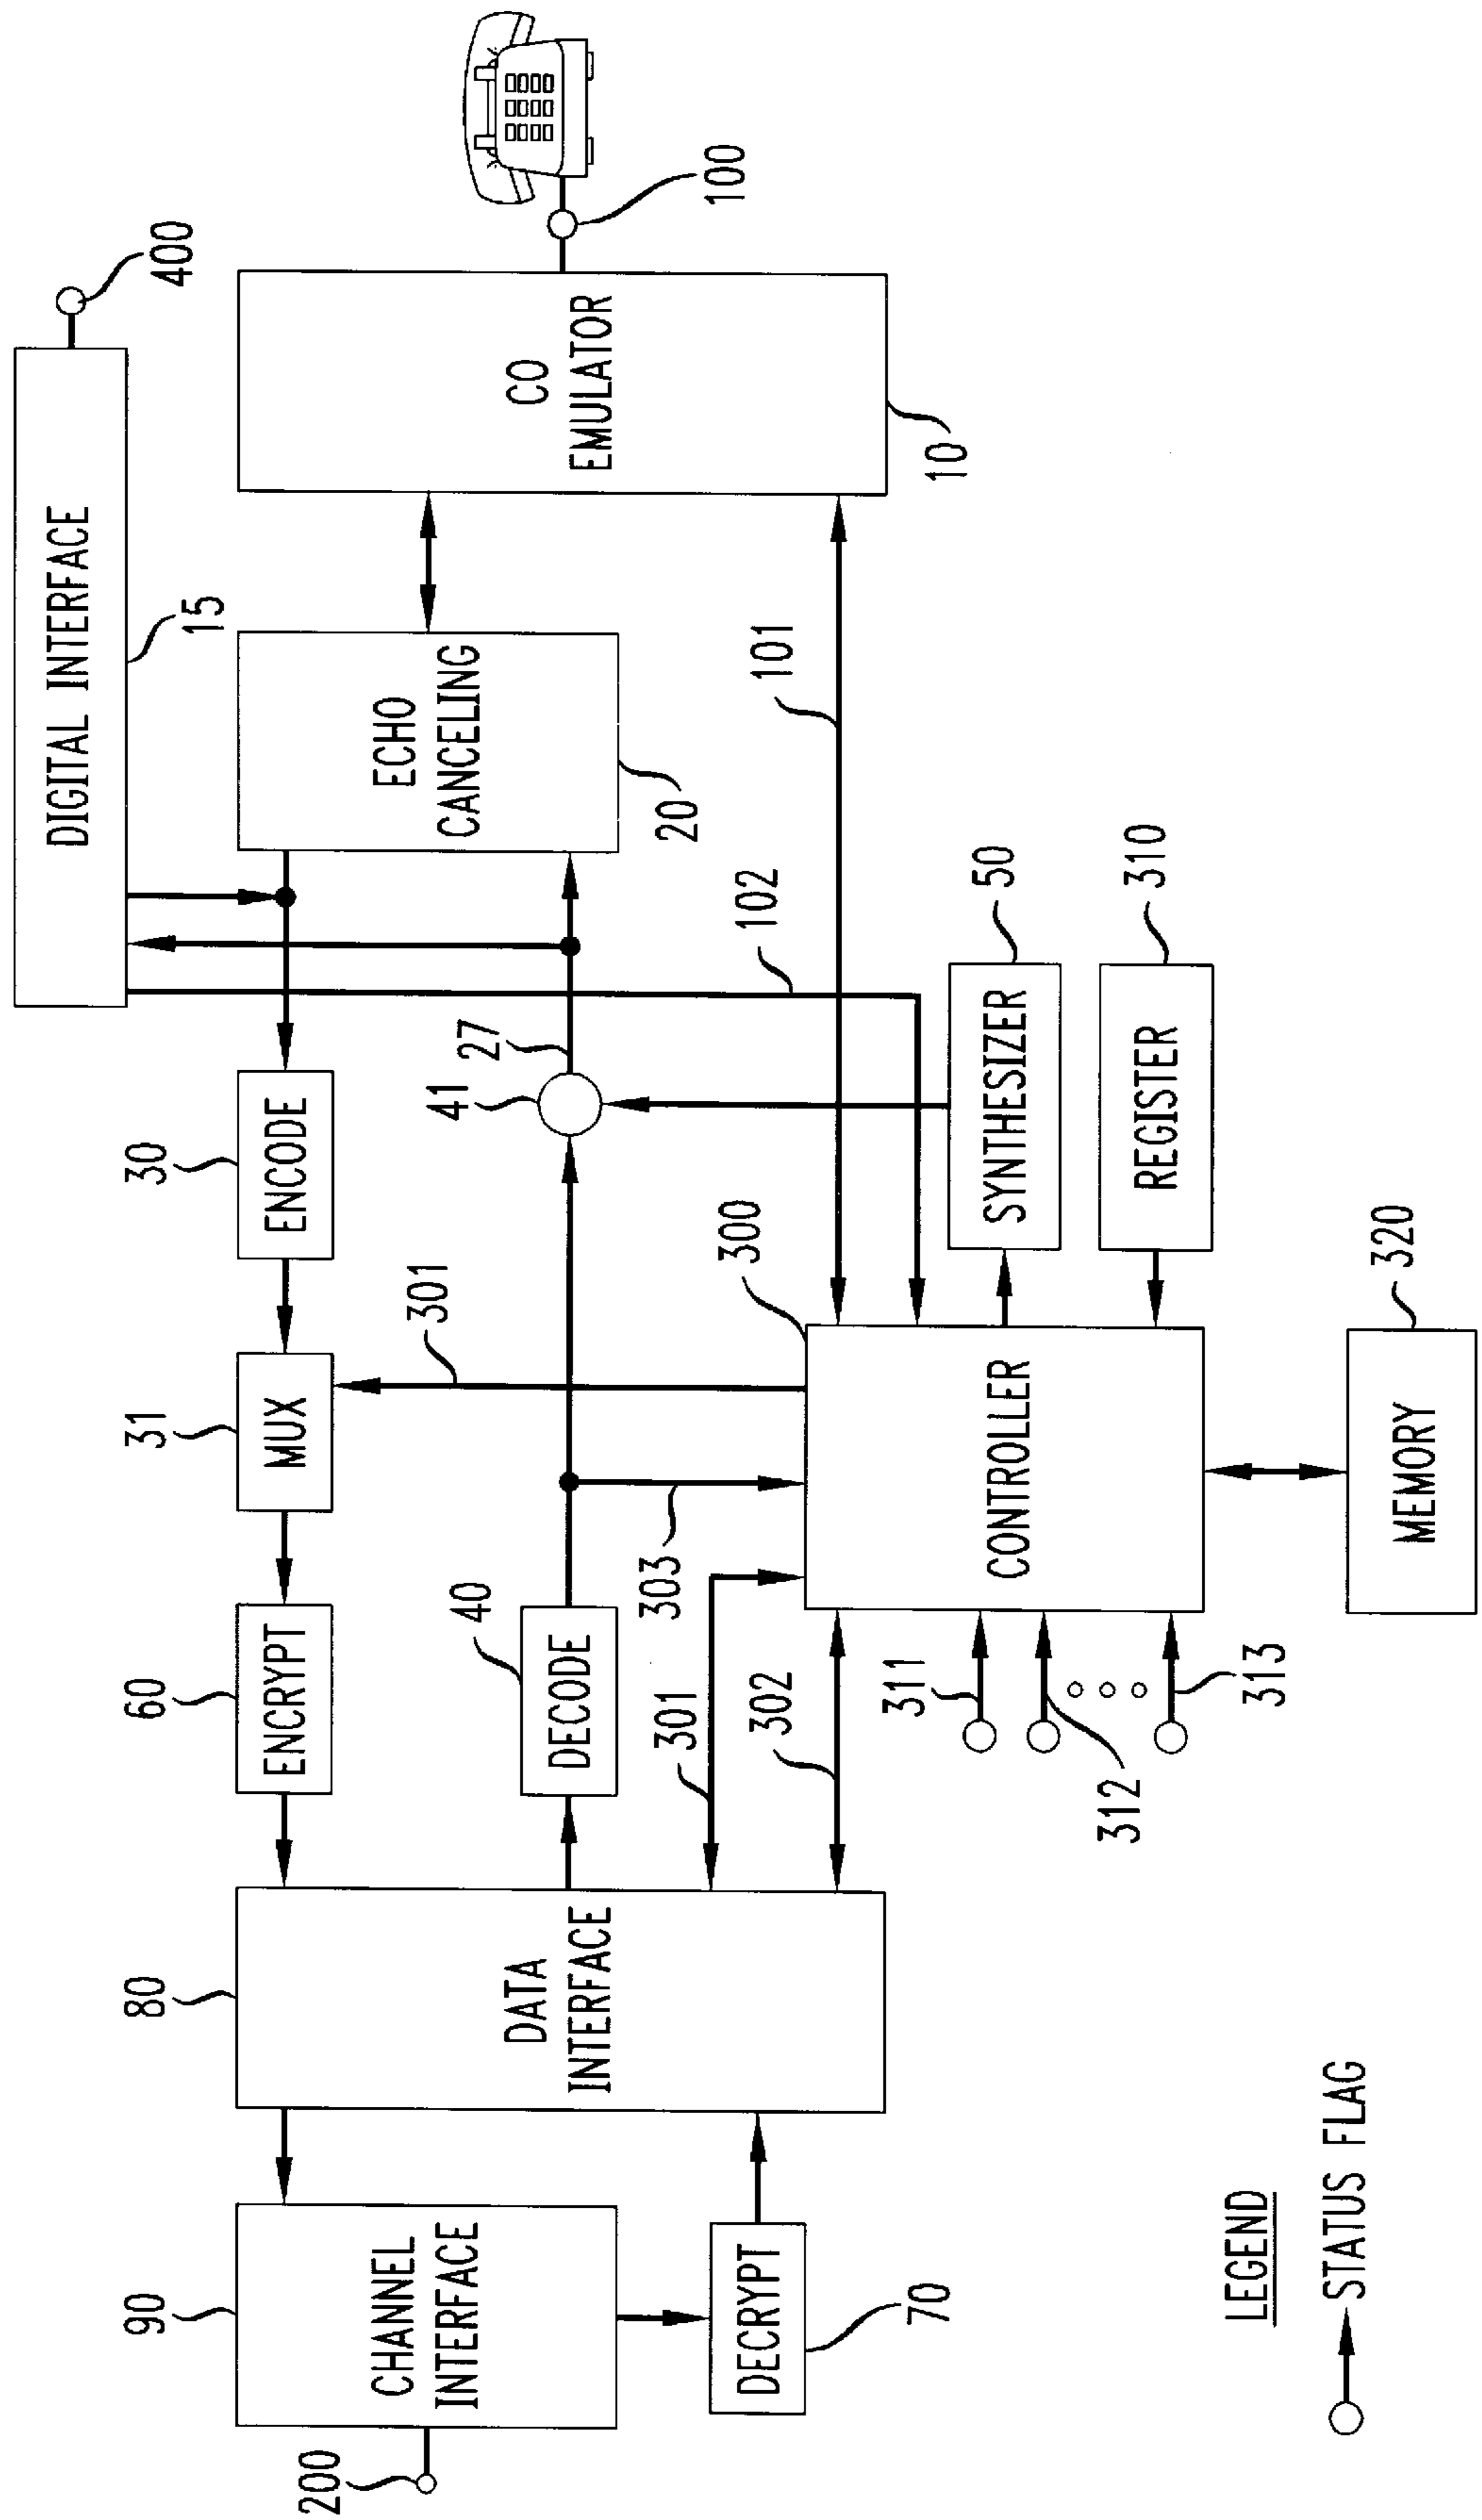 DIGITAL INTERFACE
400
15
200
90
CHANNEL
INTERFACE
DECRYPT
70
80
DATA
INTERFACE
60
ENCRYPT
31
MUX
30
ENCODE
40
DECODE
301
303
301
302
41
27
ECHO
CANCELING
20
CO
EMULATOR
10
100
101
102
300
CONTROLLER
311
312
313
SYNTHESIZER
50
REGISTER
310
MEMORY
320
LEGEND
STATUS FLAG